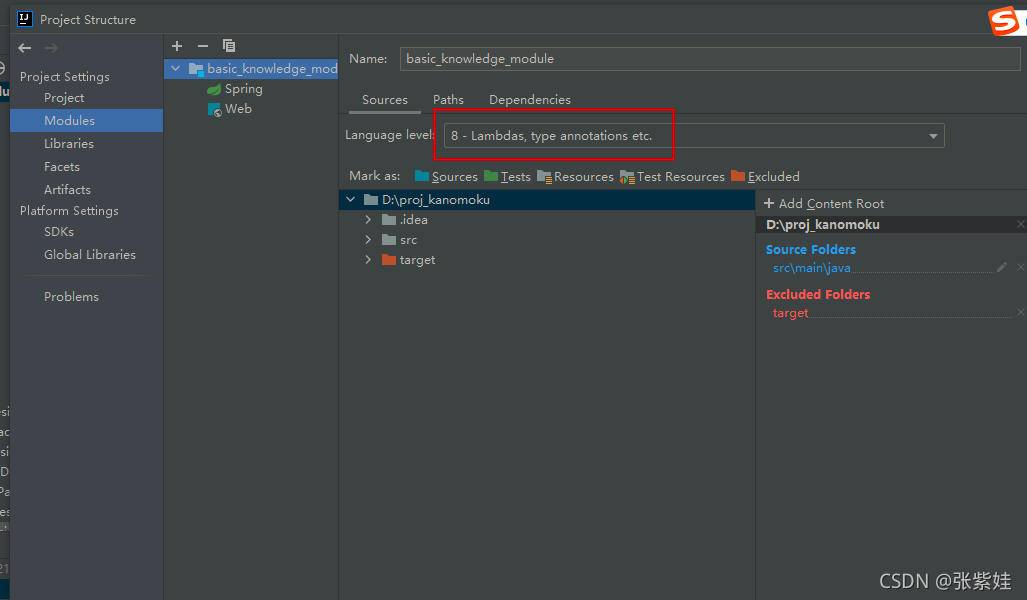 Project Structure
Project Settings
Project
Modules
Libraries
Facets
Artifacts
Platform Settings
SDKs
Global Libraries
Problems
basic_knowledge_mod
Spring
Web
Name: basic_knowledge_module
Sources Paths Dependencies
Language level: 8 - Lambdas, type annotations etc.
Mark as: Sources Tests Resources Test Resources Excluded
D:\proj_kanomoku
.idea
src
target
+ Add Content Root
D:\proj_kanomoku
Source Folders
src\main\java
Excluded Folders
target
CSDN @张紫娃